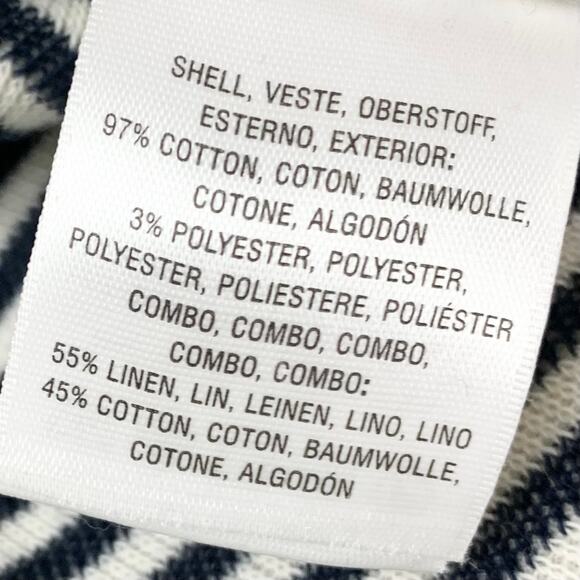 SHELL, VESTE, OBERSTOFF,
ESTERNO, EXTERIOR:
97% COTTON, COTON, BAUMWOLLE,
COTONE, ALGODÓN
3% POLYESTER, POLYESTER,
POLYESTER, POLIESTERE, POLIÉSTER
COMBO, COMBO, COMBO,
COMBO, COMBO:
55% LINEN, LIN, LEINEN, LINO, LINO
45% COTTON, COTON, BAUMWOLLE,
COTONE, ALGODÓN